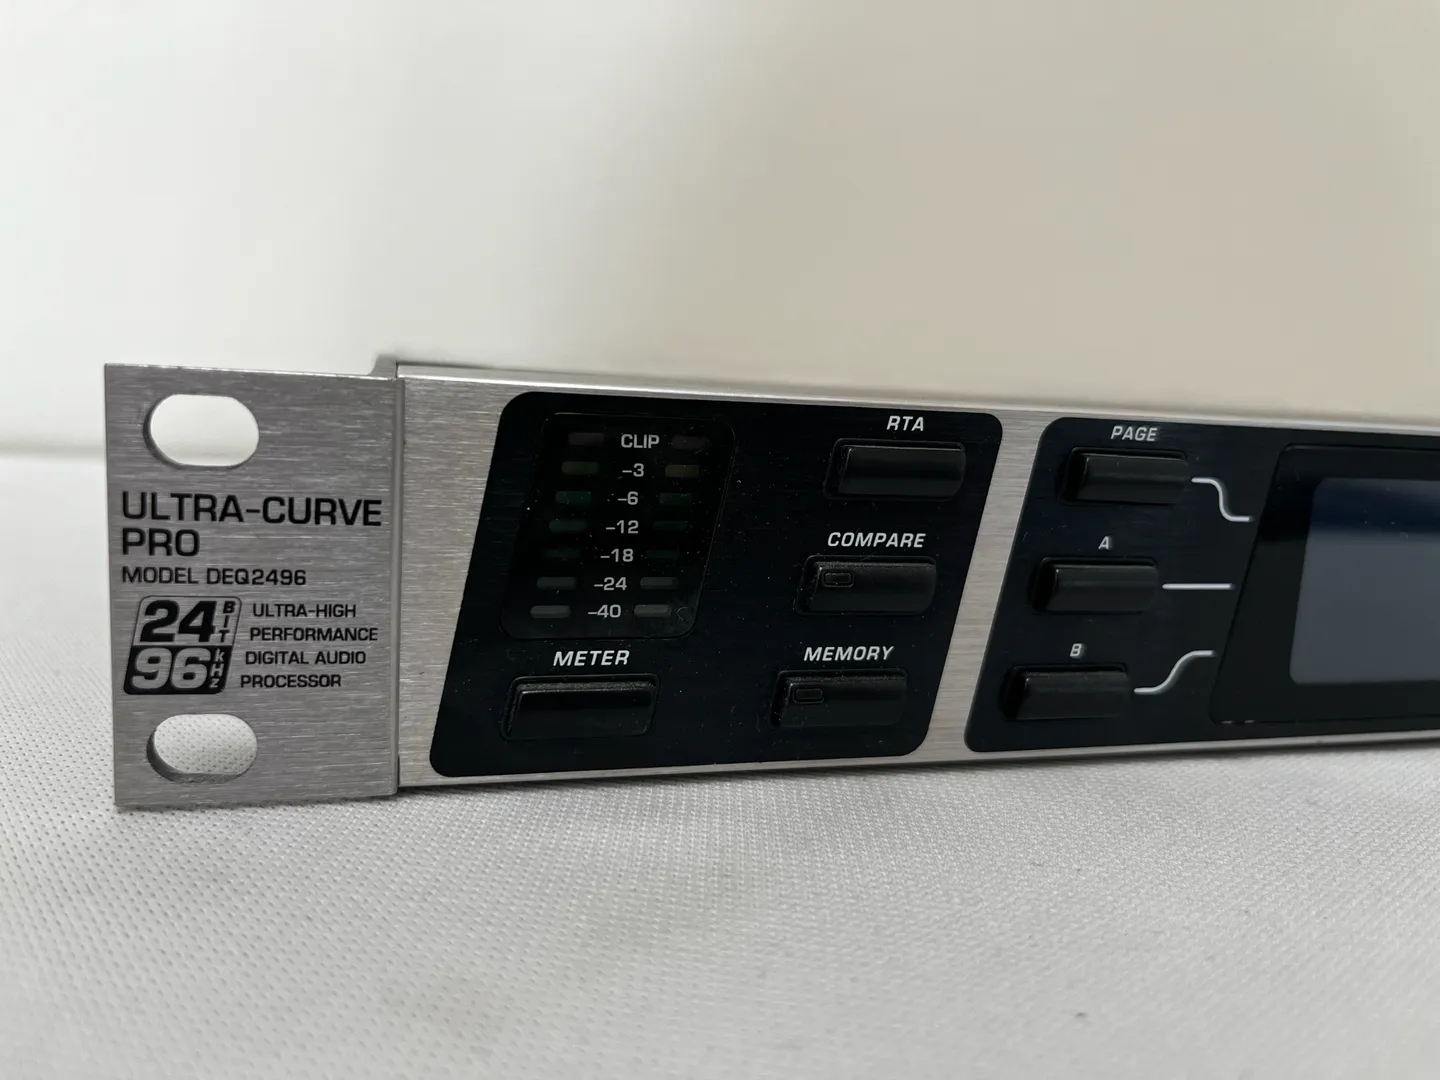 ULTRA-CURVE
PRO
MODEL DEQ2496
24 BIT
96 kHz
ULTRA-HIGH
PERFORMANCE
DIGITAL AUDIO
PROCESSOR
CLIP
-3
-6
-12
-18
-24
-40
METER
RTA
COMPARE
MEMORY
PAGE
A
B